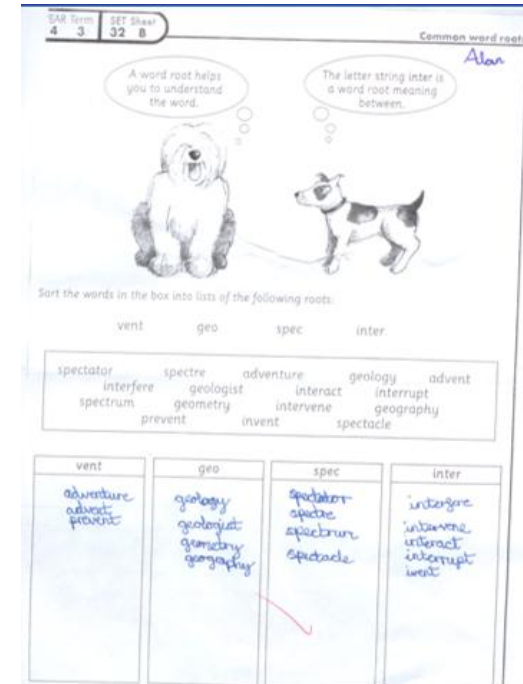 EAR Term
4 3
SET Sheet
32 B
Common word roots
Alan
A word root helps
you to understand
the word.
The letter string inter is
a word root meaning
between.
Sort the words in the box into lists of the following roots:
vent geo spec inter
spectator spectre adventure geology advent
interfere geologist interact interrupt
spectrum geometry intervene geography
prevent invent spectacle
vent
adventure
advent
prevent
geo
geology
geologist
geometry
geography
spec
spectator
spectre
spectrum
spectacle
inter
interfere
intervene
interact
interrupt